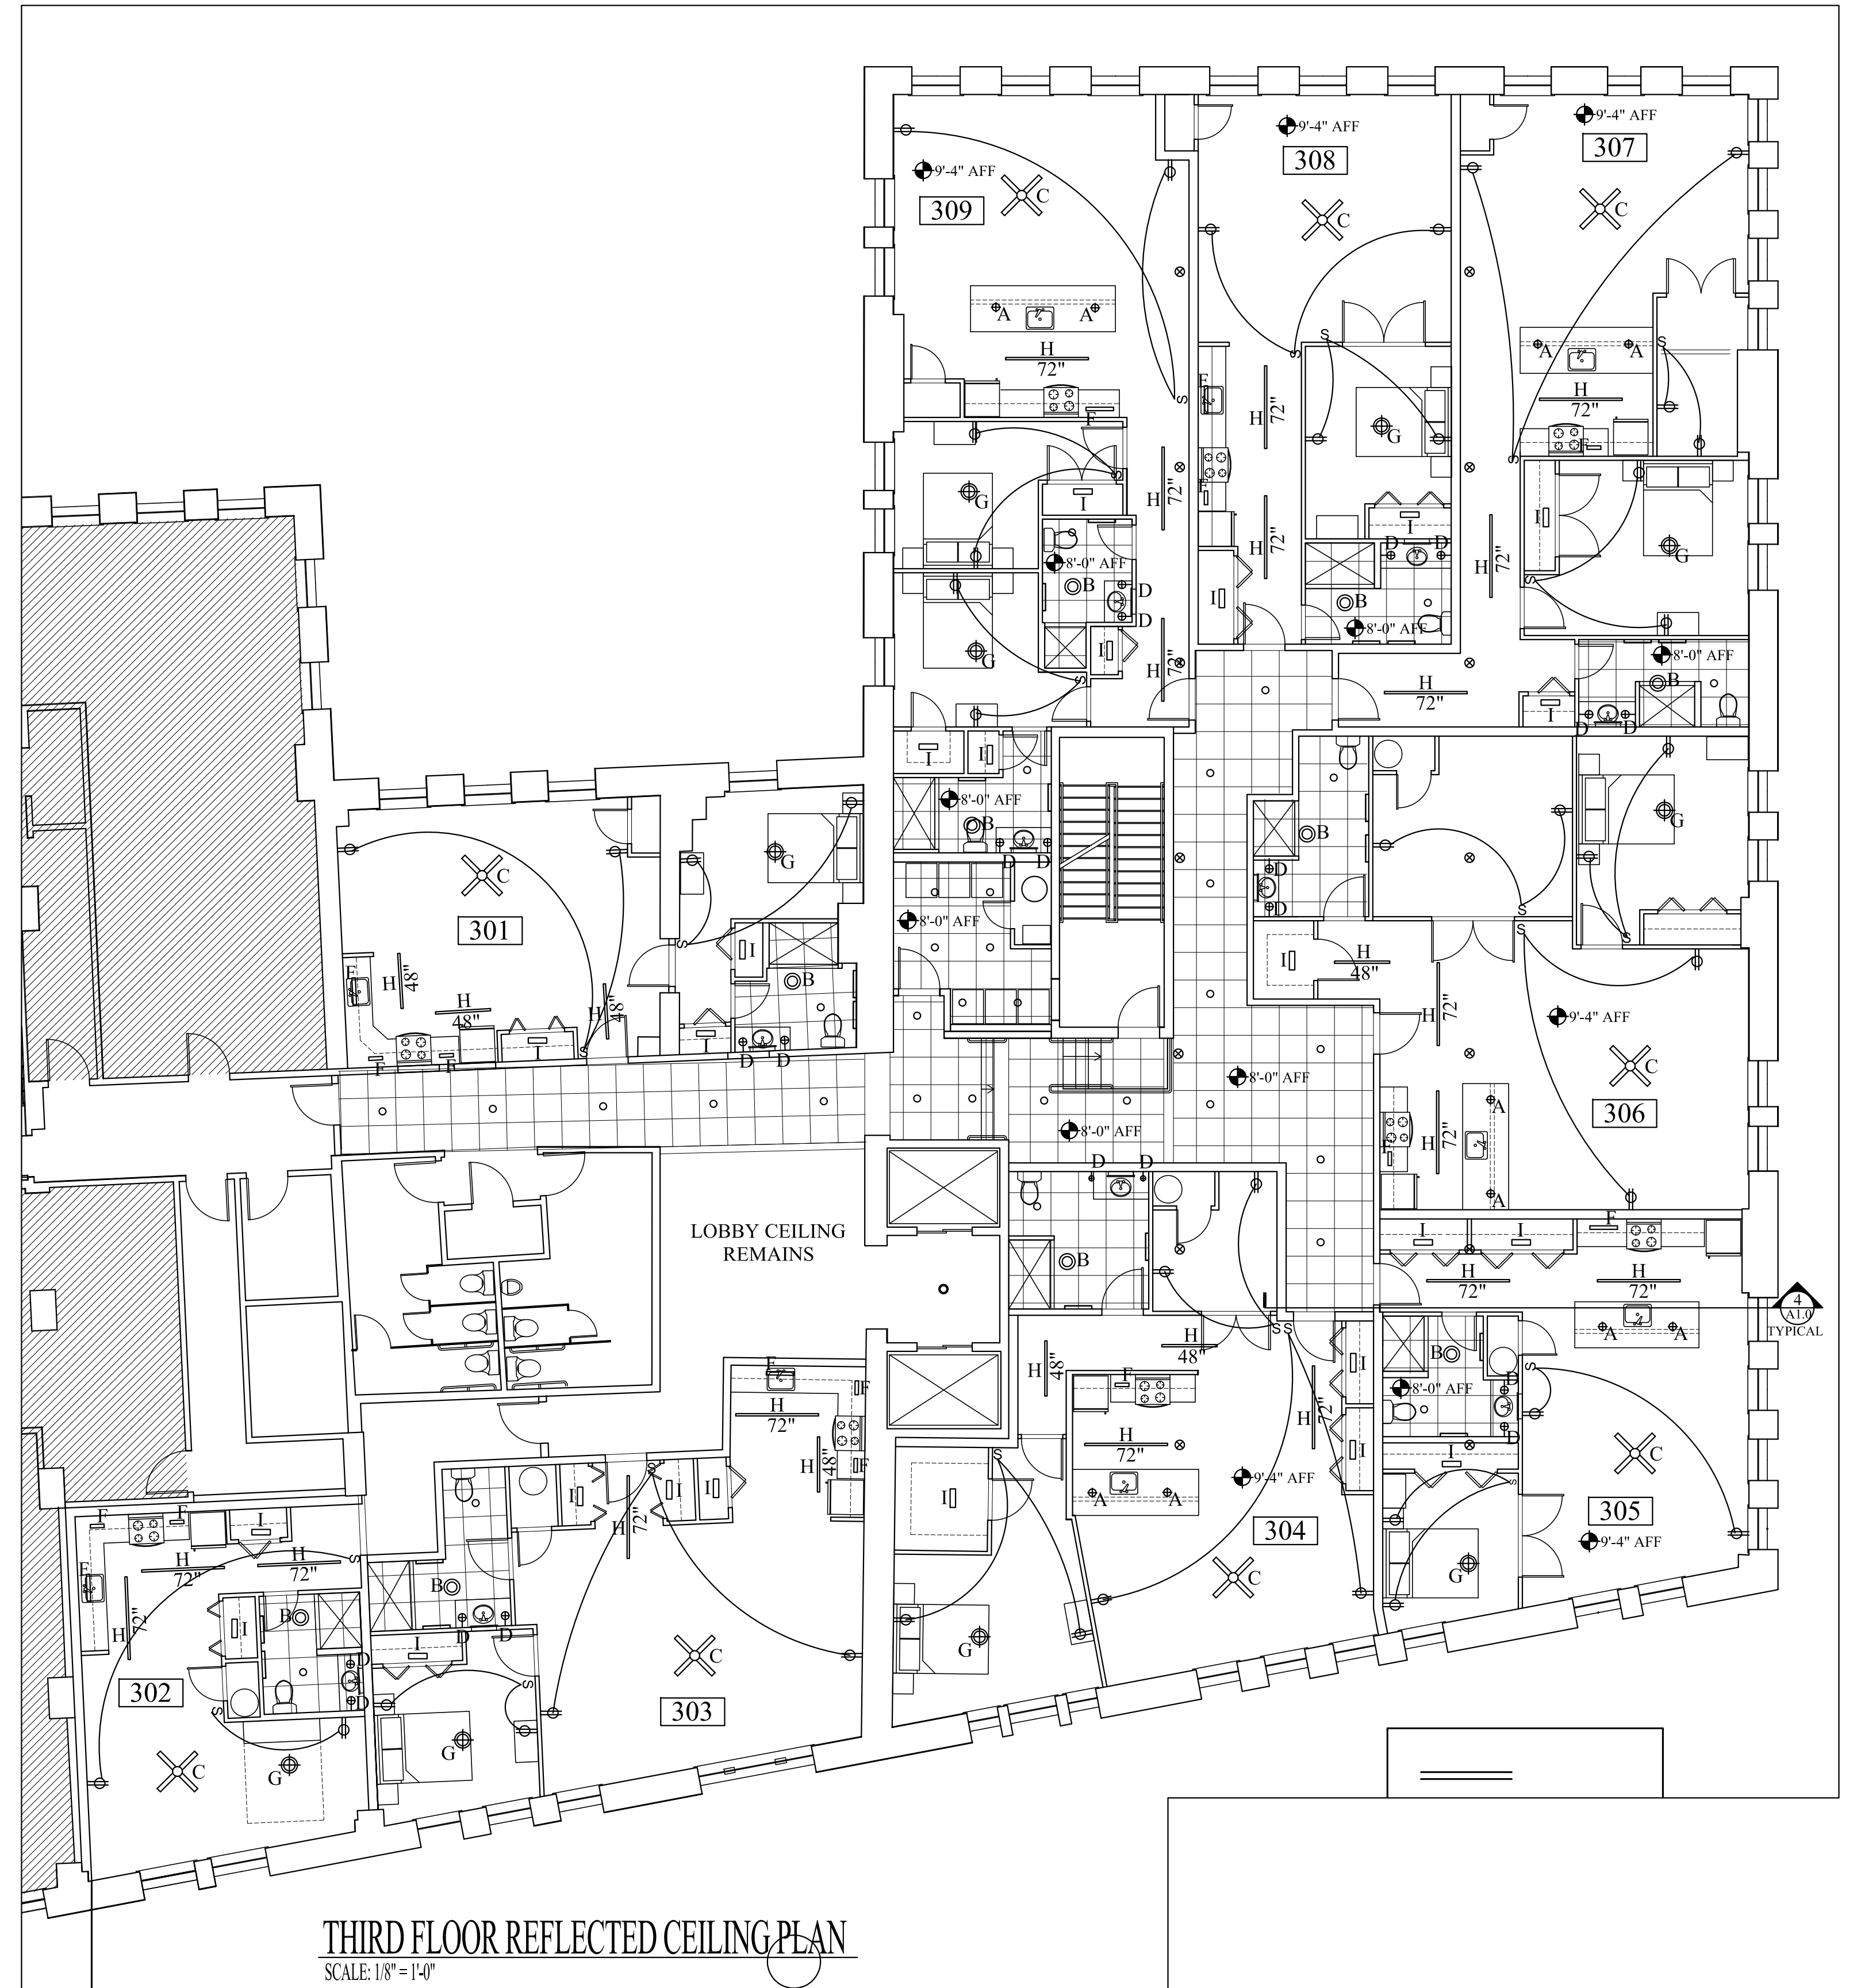 9'-4" AFF
307
C
9'-4" AFF
308
C
9'-4" AFF
309
C
A
A
H
72"
F
A
A
H
72"
F
S
S
S
F
H
72"
F
H
72"
G
I
D
D
B
8'-0" AFF
I
S
G
I
8'-0" AFF
B
D
D
I
G
S
H
72"
H
72"
S
I
G
S
H
72"
8'-0" AFF
B
D
D
I
H
72"
I
I
8'-0" AFF
B
D
D
8'-0" AFF
B
D
D
S
G
S
S
I
H
48"
H
72"
9'-4" AFF
C
306
A
A
H
72"
F
C
301
G
S
I
B
D
D
I
F
H
48"
H
48"
H
48"
I
S
F
F
8'-0" AFF
8'-0" AFF
LOBBY CEILING
REMAINS
D
D
B
S
S
I
I
F
H
72"
H
72"
A
A
4
A1.0
TYPICAL
B
8'-0" AFF
D
D
S
I
S
C
305
9'-4" AFF
G
H
48"
H
48"
F
H
72"
H
72"
I
I
A
A
9'-4" AFF
304
C
S
I
G
F
F
H
72"
H
48"
F
I
S
I
I
H
72"
B
D
D
I
S
G
C
303
F
F
I
H
72"
H
72"
S
F
H
72"
I
B
D
D
302
S
C
G
THIRD FLOOR REFLECTED CEILING PLAN
SCALE: 1/8" = 1'-0"